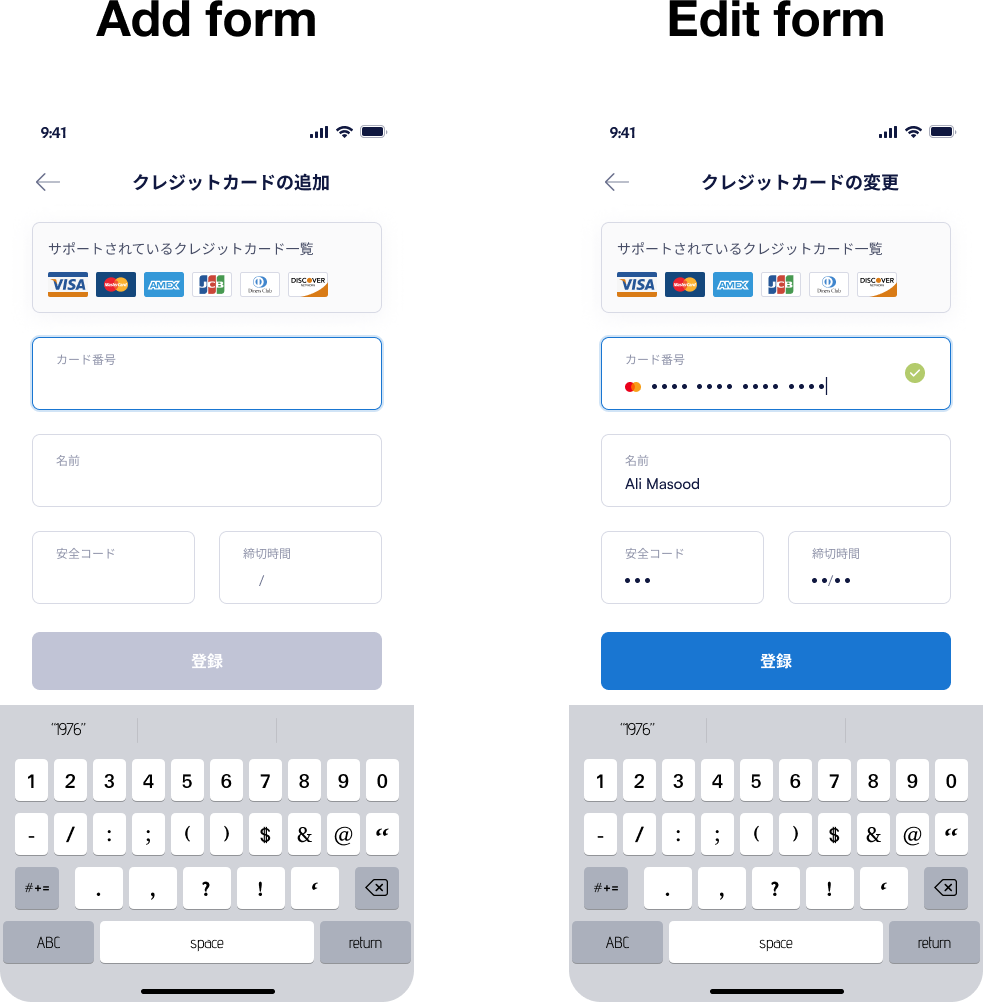 Add form
Edit form
9:41
クレジットカードの追加
サポートされているクレジットカード一覧
VISA MasterCard AMEX JCB Diners Club DISCOVER NETWORK
カード番号
名前
安全コード
締切時間
/
登録
“1976”
1 2 3 4 5 6 7 8 9 0
- / : ; ( ) $ & @ “
#+= . , ? ! ‘
ABC space return
9:41
クレジットカードの変更
サポートされているクレジットカード一覧
VISA MasterCard AMEX JCB Diners Club DISCOVER NETWORK
カード番号
•••• •••• •••• ••••
名前
Ali Masood
安全コード
•••
締切時間
••/••
登録
“1976”
1 2 3 4 5 6 7 8 9 0
- / : ; ( ) $ & @ “
#+= . , ? ! ‘
ABC space return